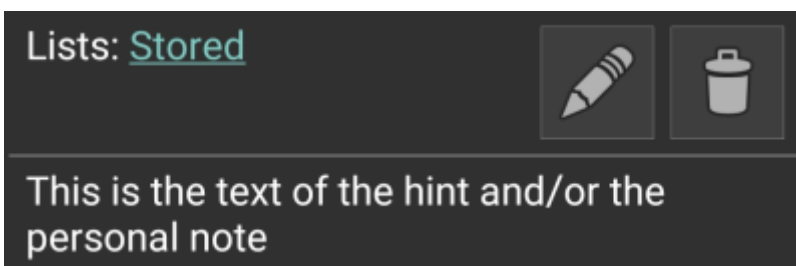 Lists: Stored
This is the text of the hint and/or the
personal note